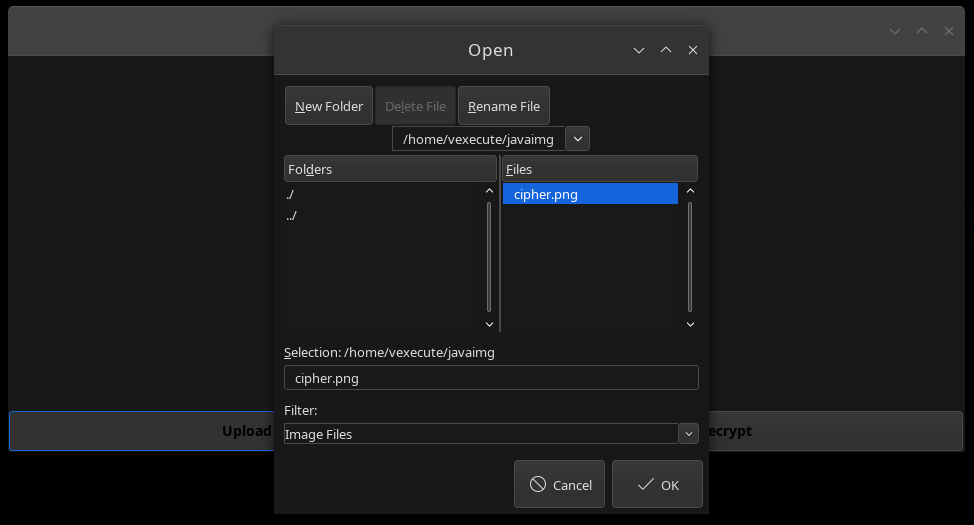 Open
New Folder Delete File Rename File
/home/vexecute/javaimg
Folders Files
./ cipher.png
../
Selection: /home/vexecute/javaimg
cipher.png
Filter:
Upload ecrypt
Image Files
Cancel OK